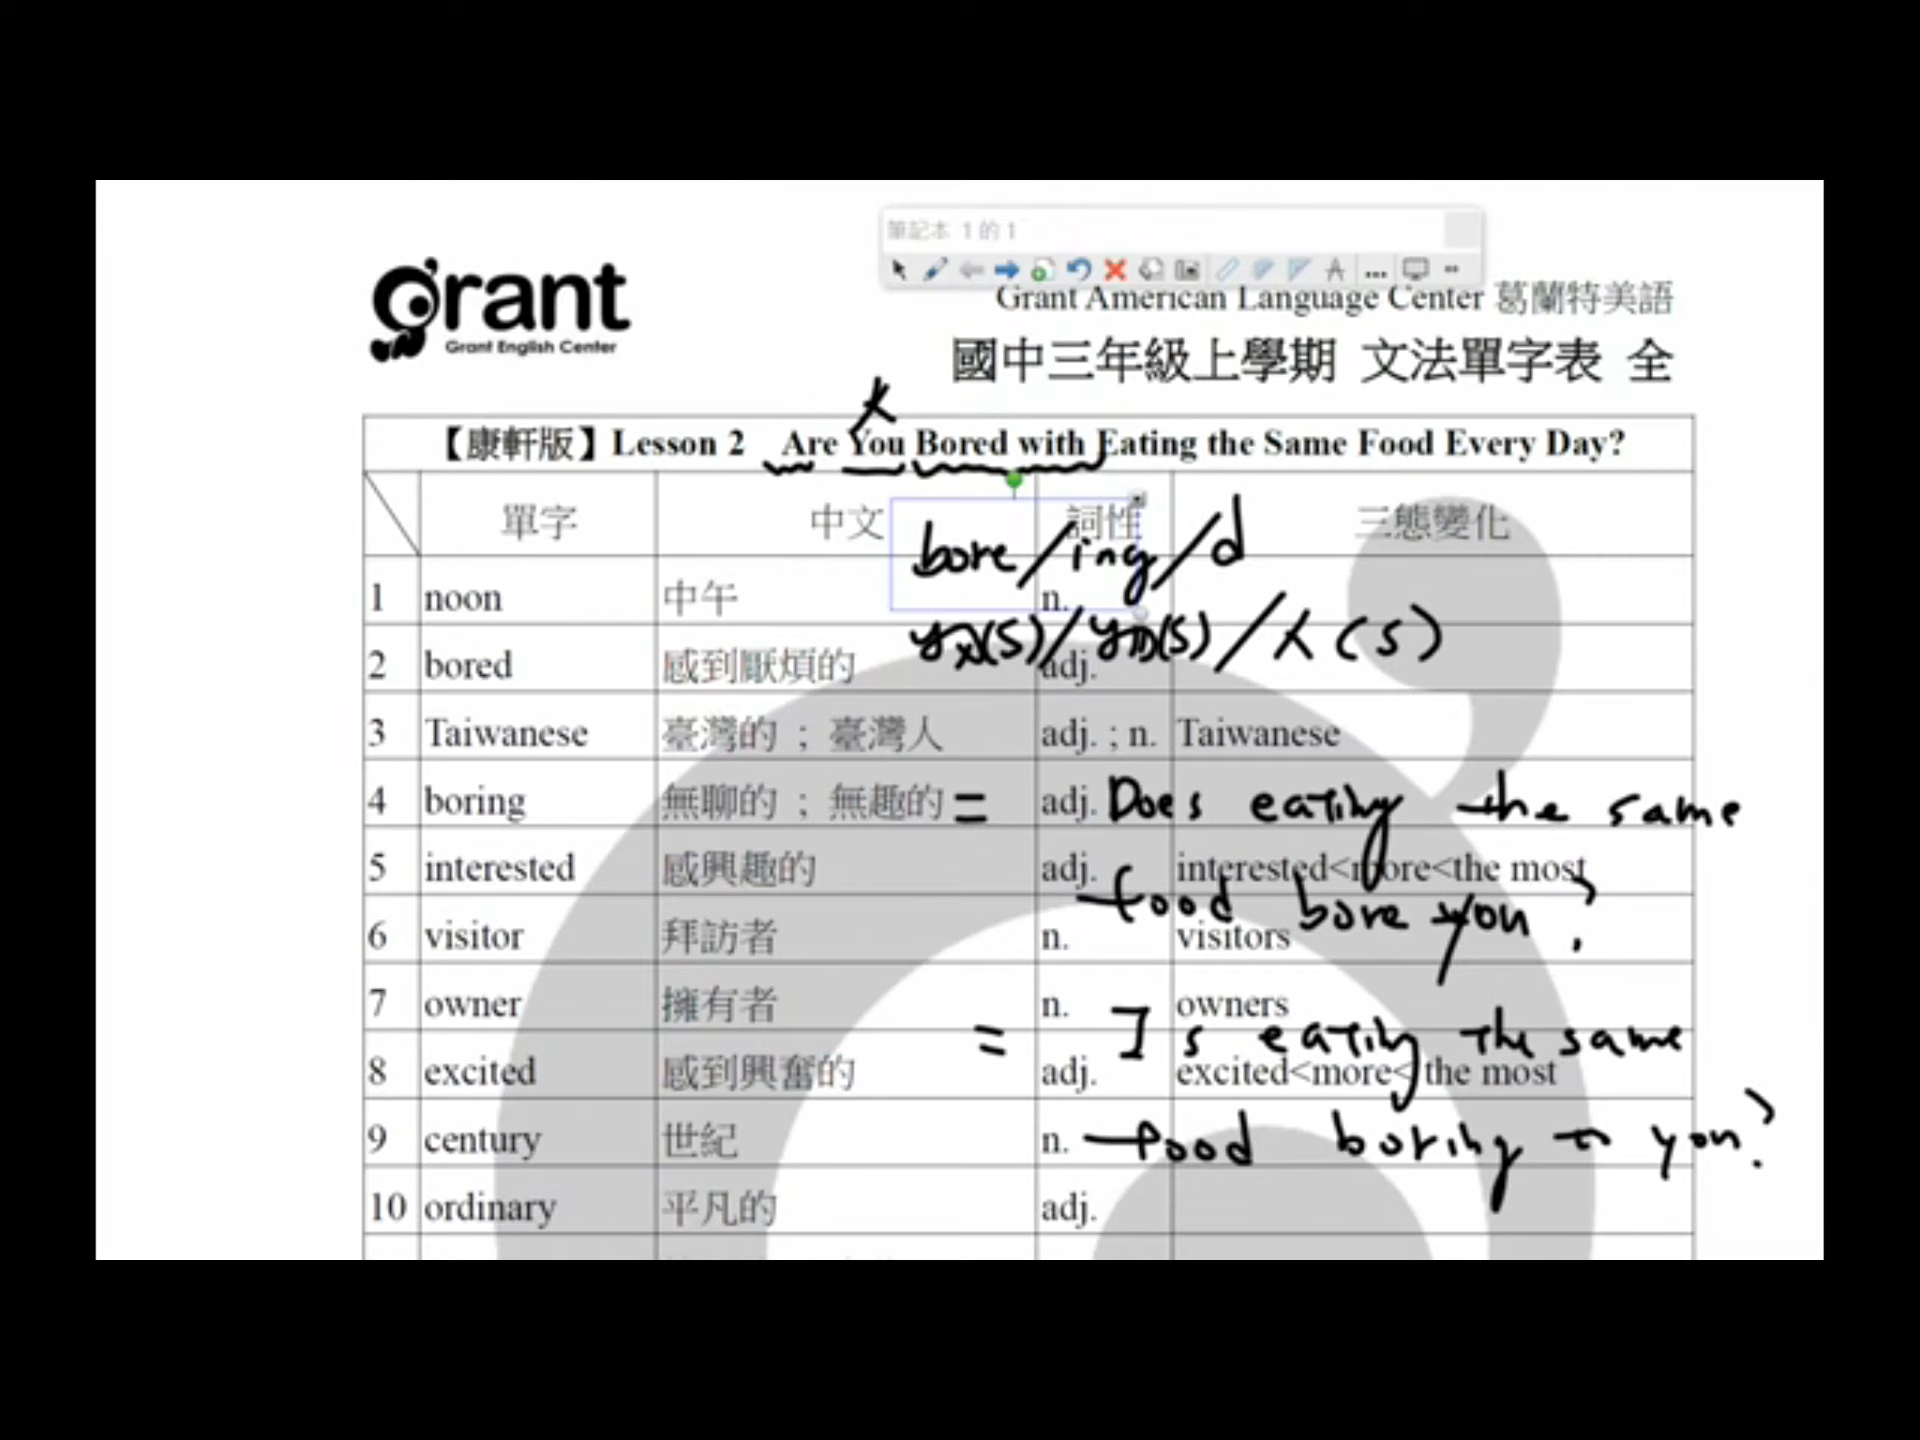 筆記本 1 的 1
grant
Grant English Center
Grant American Language Center 葛蘭特美語
國中三年級上學期 文法單字表 全
人
【康軒版】Lesson 2 Are You Bored with Eating the Same Food Every Day?
單字 中文 詞性 三態變化
bore/ing/d
1 noon 中午 n.
(S)/ (S)/人(S)
2 bored 感到厭煩的 adj.
3 Taiwanese 臺灣的 ; 臺灣人 adj. ; n. Taiwanese
4 boring 無聊的 ; 無趣的 adj.
= Does eating the same
5 interested 感興趣的 adj. interested<more<the most
food bore you?
6 visitor 拜訪者 n. visitors
7 owner 擁有者 n. owners
= Is eating the same
8 excited 感到興奮的 adj. excited<more< the most
9 century 世紀 n.
food boring to you?
10 ordinary 平凡的 adj.